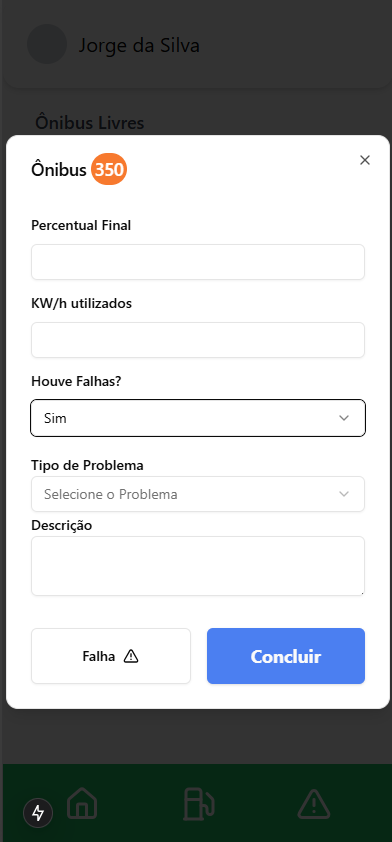 Jorge da Silva
Ônibus Livres
Ônibus 350
Percentual Final
KW/h utilizados
Houve Falhas?
Sim
Tipo de Problema
Selecione o Problema
Descrição
Falha
Concluir